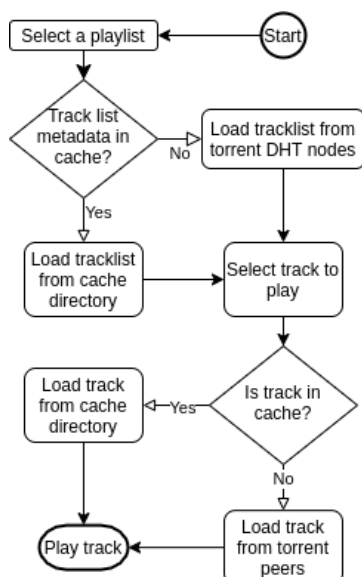 Select a playlist
Start
Track list
metadata in
cache?
No
Load tracklist from
torrent DHT nodes
Yes
Load tracklist
from cache
directory
Select track to
play
Load track
from cache
directory
Yes
Is track in
cache?
No
Play track
Load track
from torrent
peers